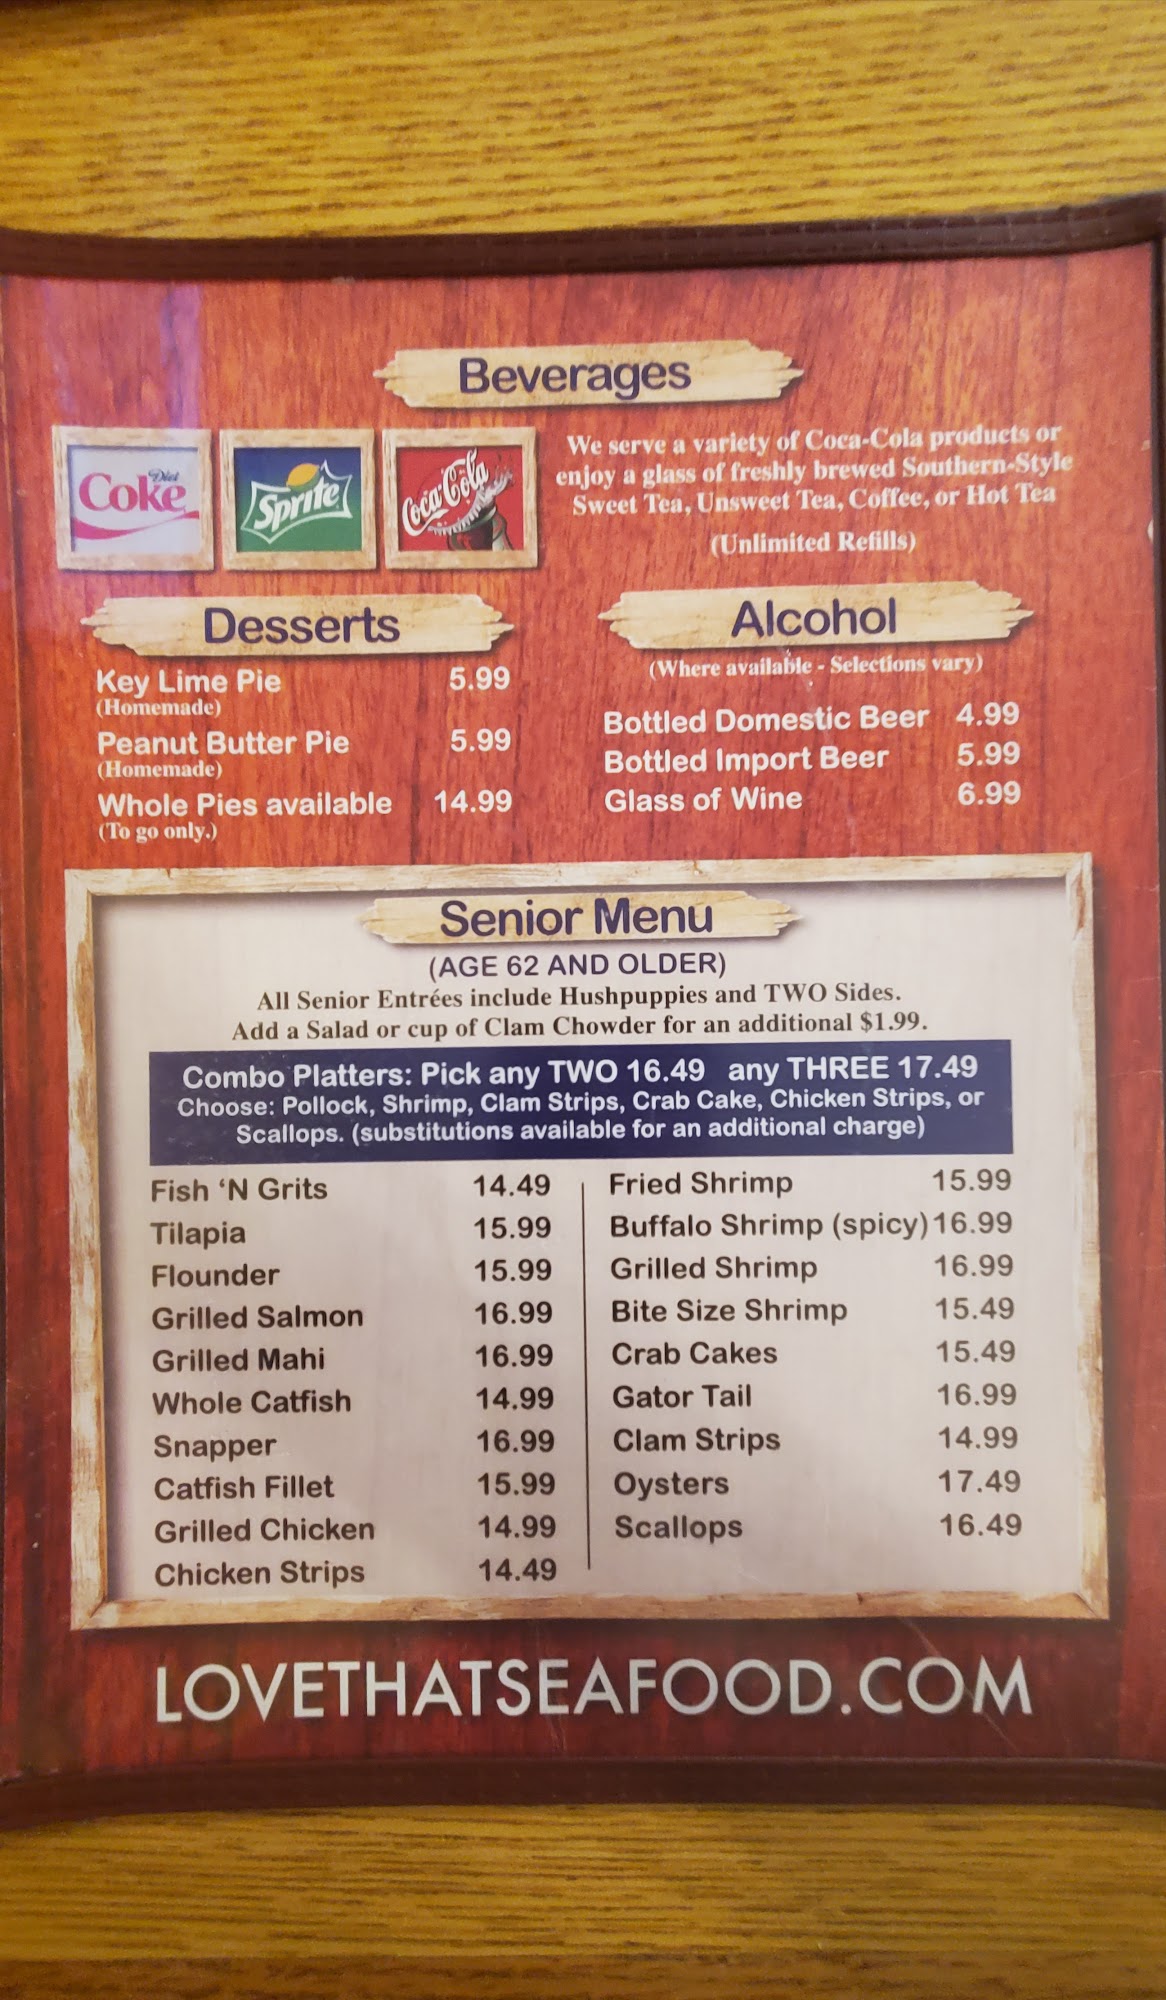 Beverages
Diet
Coke
Sprite
Coca-Cola
We serve a variety of Coca-Cola products or
enjoy a glass of freshly brewed Southern-Style
Sweet Tea, Unsweet Tea, Coffee, or Hot Tea
(Unlimited Refills)
Desserts
Key Lime Pie 5.99
(Homemade)
Peanut Butter Pie 5.99
(Homemade)
Whole Pies available 14.99
(To go only.)
Alcohol
(Where available - Selections vary)
Bottled Domestic Beer 4.99
Bottled Import Beer 5.99
Glass of Wine 6.99
Senior Menu
(AGE 62 AND OLDER)
All Senior Entrées include Hushpuppies and TWO Sides.
Add a Salad or cup of Clam Chowder for an additional $1.99.
Combo Platters: Pick any TWO 16.49 any THREE 17.49
Choose: Pollock, Shrimp, Clam Strips, Crab Cake, Chicken Strips, or
Scallops. (substitutions available for an additional charge)
Fish ‘N Grits 14.49
Tilapia 15.99
Flounder 15.99
Grilled Salmon 16.99
Grilled Mahi 16.99
Whole Catfish 14.99
Snapper 16.99
Catfish Fillet 15.99
Grilled Chicken 14.99
Chicken Strips 14.49
Fried Shrimp 15.99
Buffalo Shrimp (spicy) 16.99
Grilled Shrimp 16.99
Bite Size Shrimp 15.49
Crab Cakes 15.49
Gator Tail 16.99
Clam Strips 14.99
Oysters 17.49
Scallops 16.49
LOVETHATSEAFOOD.COM